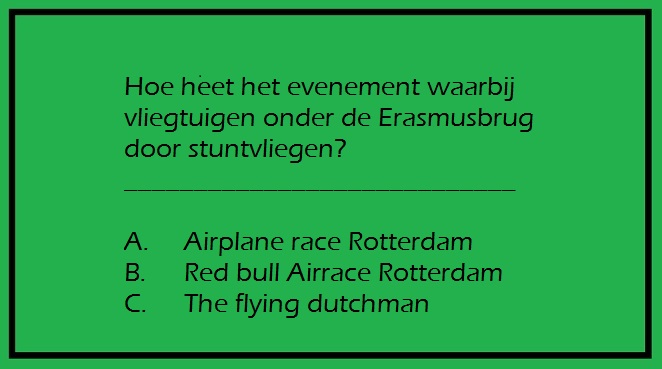 Hoe heet het evenement waarbij
vliegtuigen onder de Erasmusbrug
door stuntvliegen?
______________________________
A. Airplane race Rotterdam
B. Red bull Airrace Rotterdam
C. The flying dutchman